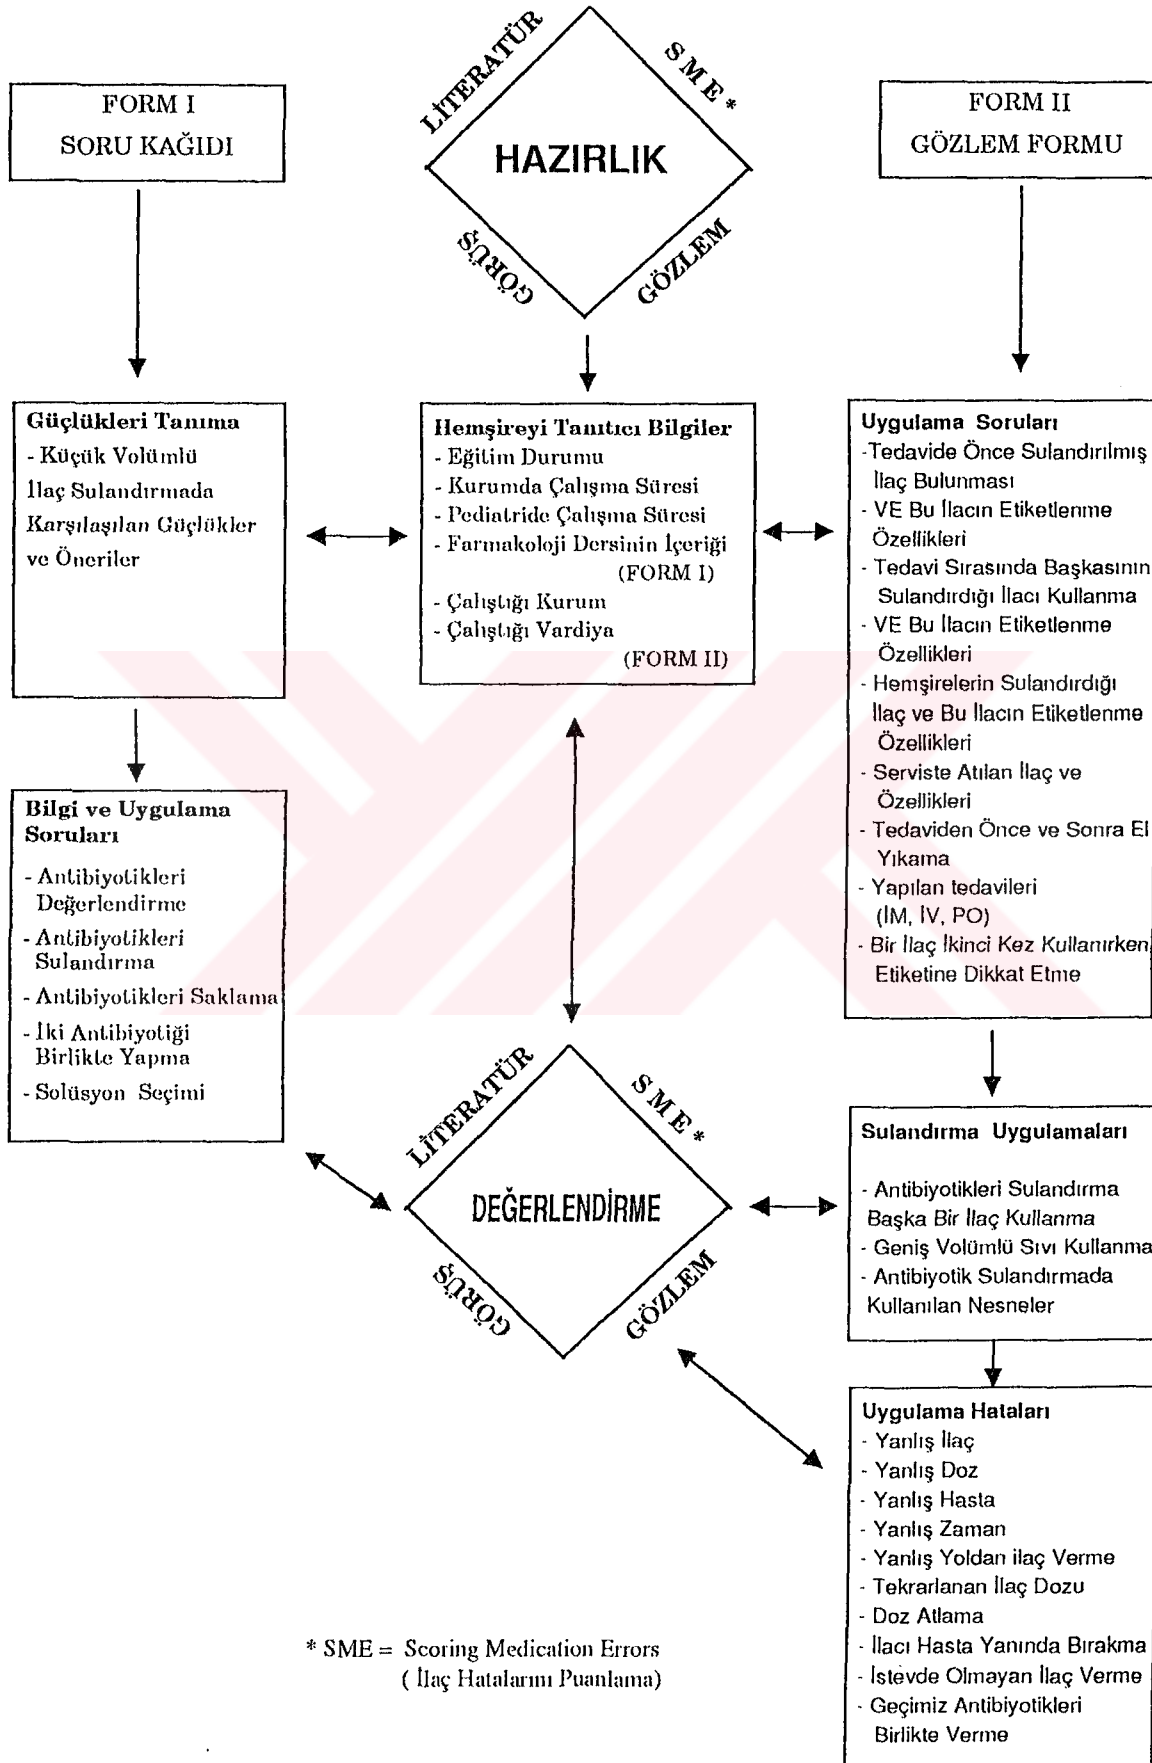 FORM I
SORU KAĞIDI
LİTERATÜR
SME *
HAZIRLIK
GÖRÜŞ
GÖZLEM
FORM II
GÖZLEM FORMU
Güçlükleri Tanıma
- Küçük Volümlü
İlaç Sulandırmada
Karşılaşılan Güçlükler
ve Öneriler
Hemşireyi Tanıtıcı Bilgiler
- Eğitim Durumu
- Kurumda Çalışma Süresi
- Pediatride Çalışma Süresi
- Farmakoloji Dersinin İçeriği
(FORM I)
- Çalıştığı Kurum
- Çalıştığı Vardiya
(FORM II)
Uygulama Soruları
-Tedavide Önce Sulandırılmış
İlaç Bulunması
- VE Bu İlacın Etiketlenme
Özellikleri
- Tedavi Sırasında Başkasının
Sulandırdığı İlacı Kullanma
- VE Bu İlacın Etiketlenme
Özellikleri
- Hemşirelerin Sulandırdığı
İlaç ve Bu İlacın Etiketlenme
Özellikleri
- Serviste Atılan İlaç ve
Özellikleri
- Tedaviden Önce ve Sonra El
Yıkama
- Yapılan tedavileri
(İM, İV, PO)
- Bir İlaç İkinci Kez Kullanırken
Etiketine Dikkat Etme
Bilgi ve Uygulama
Soruları
- Antibiyotikleri
Değerlendirme
- Antibiyotikleri
Sulandırma
- Antibiyotikleri Saklama
- İki Antibiyotiği
Birlikte Yapma
- Solüsyon Seçimi
LİTERATÜR
SME *
DEĞERLENDİRME
GÖRÜŞ
GÖZLEM
Sulandırma Uygulamaları
- Antibiyotikleri Sulandırma
Başka Bir İlaç Kullanma
- Geniş Volümlü Sıvı Kullanma
- Antibiyotik Sulandırmada
Kullanılan Nesneler
Uygulama Hataları
- Yanlış İlaç
- Yanlış Doz
- Yanlış Hasta
- Yanlış Zaman
- Yanlış Yoldan ilaç Verme
- Tekrarlanan İlaç Dozu
- Doz Atlama
- İlacı Hasta Yanında Bırakma
- İstevde Olmayan İlaç Verme
- Geçimiz Antibiyotikleri
Birlikte Verme
* SME = Scoring Medication Errors
( İlaç Hatalarını Puanlama)